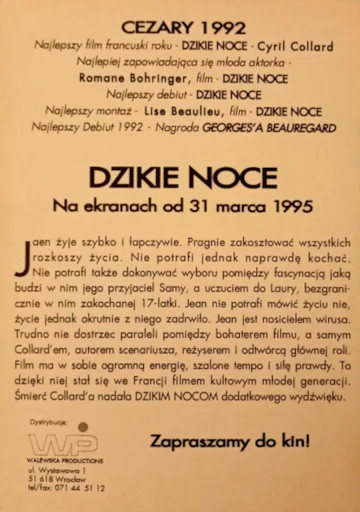 CEZARY 1992
Najlepszy film francuski roku - DZIKIE NOCE - Cyril Collard
Najlepiej zapowiadająca się młoda aktorka -
Romane Bohringer, film - DZIKIE NOCE
Najlepszy debiut - DZIKIE NOCE
Najlepszy montaż - Lise Beaulieu, film - DZIKIE NOCE
Najlepszy Debiut 1992 - Nagroda GEORGES'A BEAUREGARD
DZIKIE NOCE
Na ekranach od 31 marca 1995
Jaen żyje szybko i łapczywie. Pragnie zakosztować wszystkich
rozkoszy życia. Nie potrafi jednak naprawdę kochać.
Nie potrafi także dokonywać wyboru pomiędzy fascynacją jaką
budzi w nim jego przyjaciel Samy, a uczuciem do Laury, bezgrani-
cznie w nim zakochanej 17-latki. Jean nie potrafi mówić życiu nie,
życie jednak okrutnie z niego zadrwiło. Jean jest nosicielem wirusa.
Trudno nie dostrzec paraleli pomiędzy bohaterem filmu, a samym
Collard'em, autorem scenariusza, reżyserem i odtwórcą głównej roli.
Film ma w sobie ogromną energię, szalone tempo i siłę prawdy. To
dzięki niej stał się we Francji filmem kultowym młodej generacji.
Śmierć Collard'a nadała DZIKIM NOCOM dodatkowego wydźwięku.
Dystrybucja:
WP
WALEWSKA PRODUCTIONS
ul. Wystawowa 1
51 618 Wrocław
tel/fax: 071 44 51 12
Zapraszamy do kin!